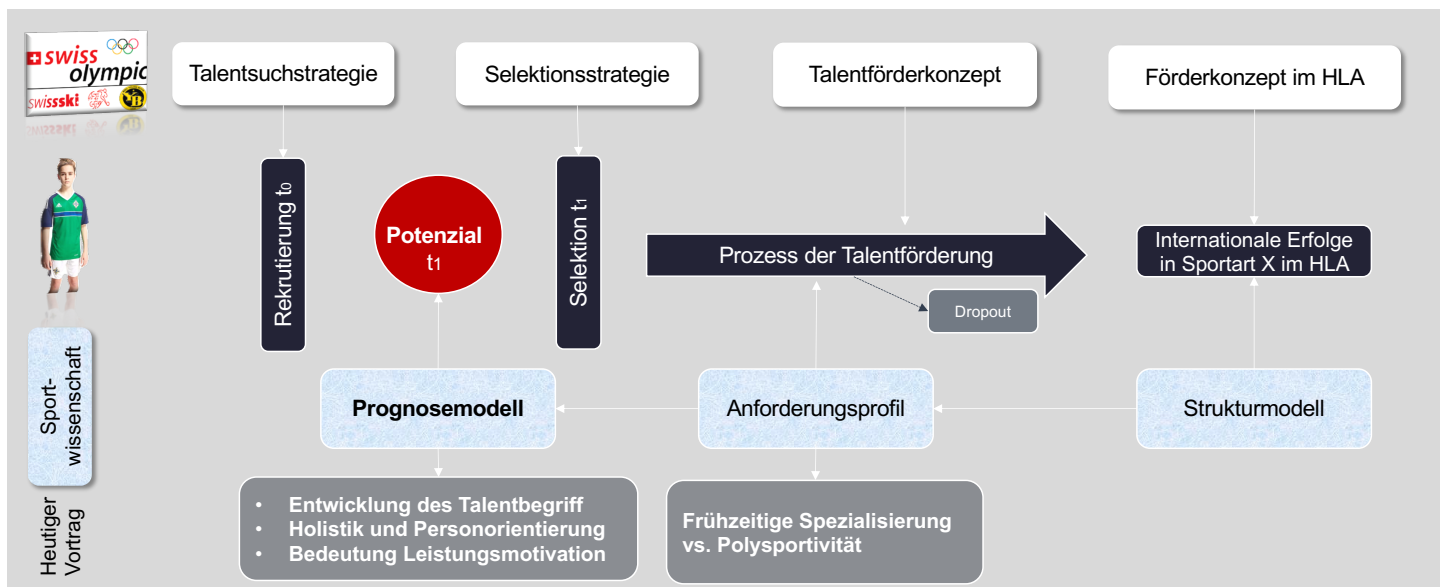 swiss
olympic
swissski
Talentsuchstrategie
Selektionsstrategie
Talentförderkonzept
Förderkonzept im HLA
Rekrutierung t0
Potenzial
t1
Selektion t1
Prozess der Talentförderung
Dropout
Internationale Erfolge
in Sportart X im HLA
Sport-
wissenschaft
Prognosemodell
Anforderungsprofil
Strukturmodell
Heutiger
Vortrag
• Entwicklung des Talentbegriff
• Holistik und Personorientierung
• Bedeutung Leistungsmotivation
Frühzeitige Spezialisierung
vs. Polysportivität